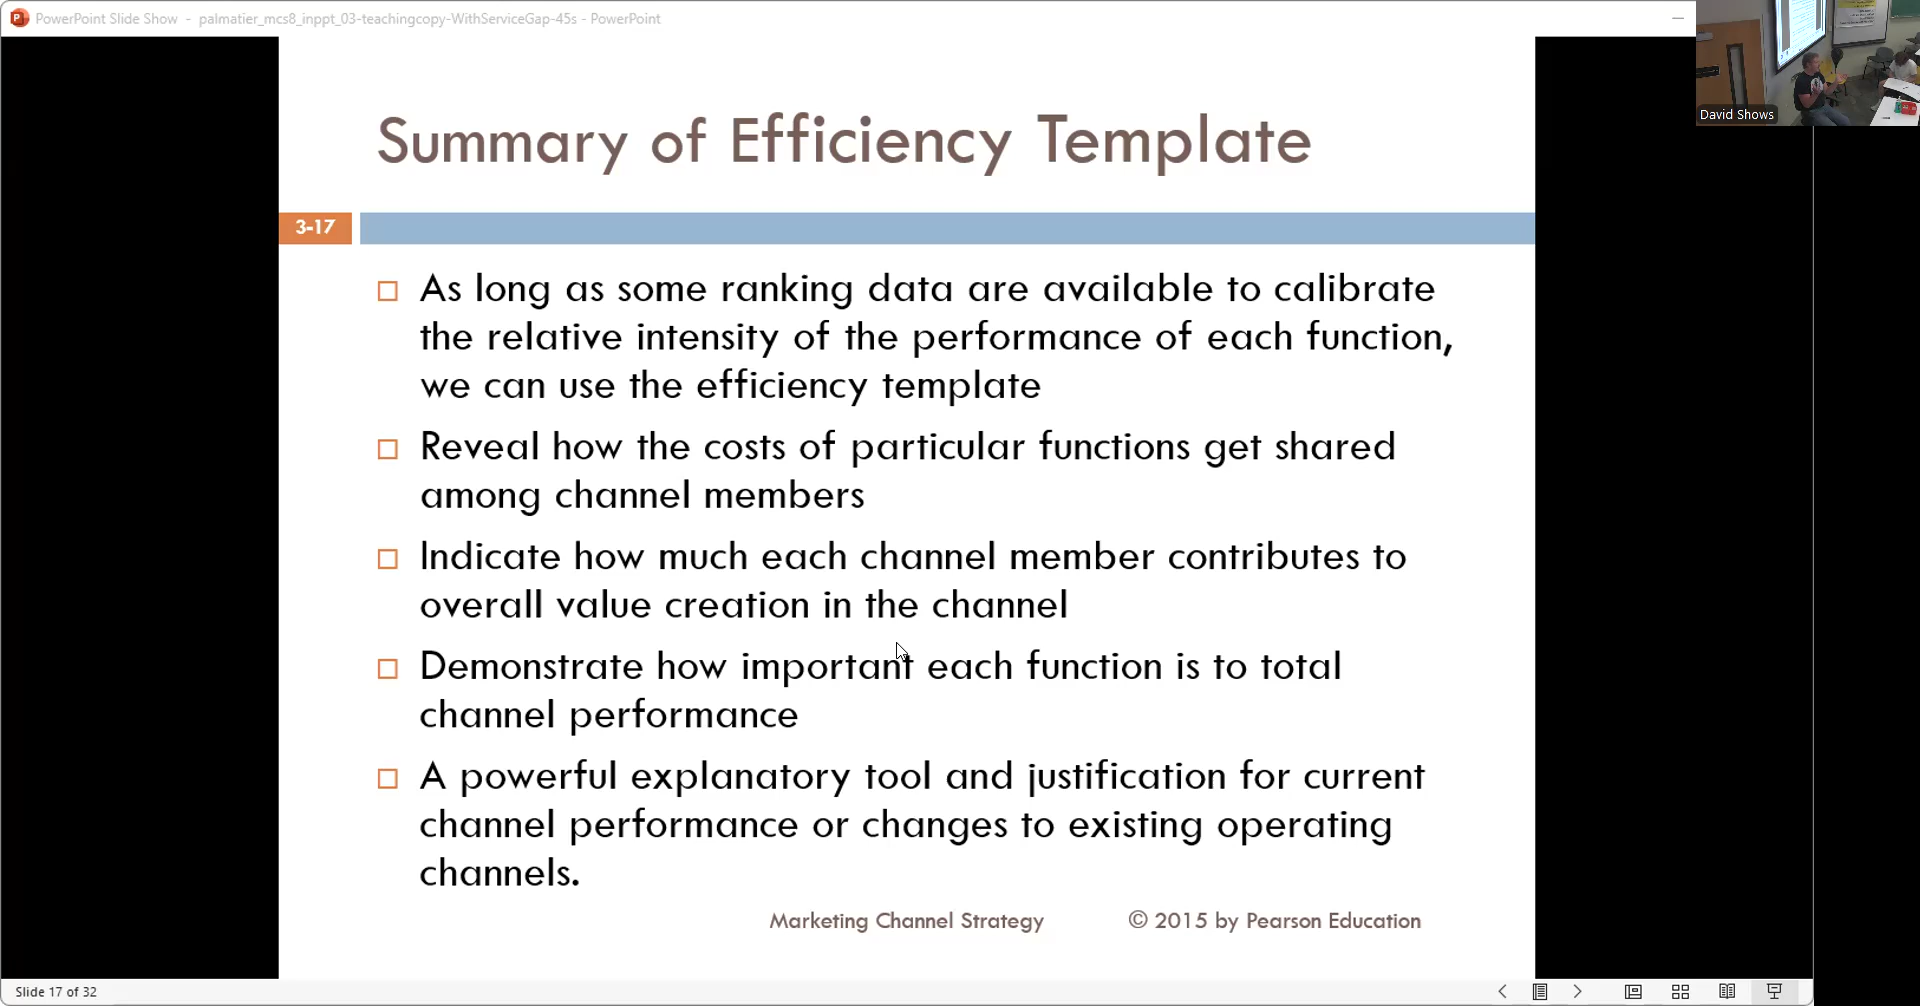 PowerPoint Slide Show - palmatier_mcs8_inppt_03-teachingcopy-WithServiceGap-45s - PowerPoint
David Shows
Summary of Efficiency Template
3-17
As long as some ranking data are available to calibrate
the relative intensity of the performance of each function,
we can use the efficiency template
Reveal how the costs of particular functions get shared
among channel members
Indicate how much each channel member contributes to
overall value creation in the channel
Demonstrate how important each function is to total
channel performance
A powerful explanatory tool and justification for current
channel performance or changes to existing operating
channels.
Marketing Channel Strategy © 2015 by Pearson Education
Slide 17 of 32